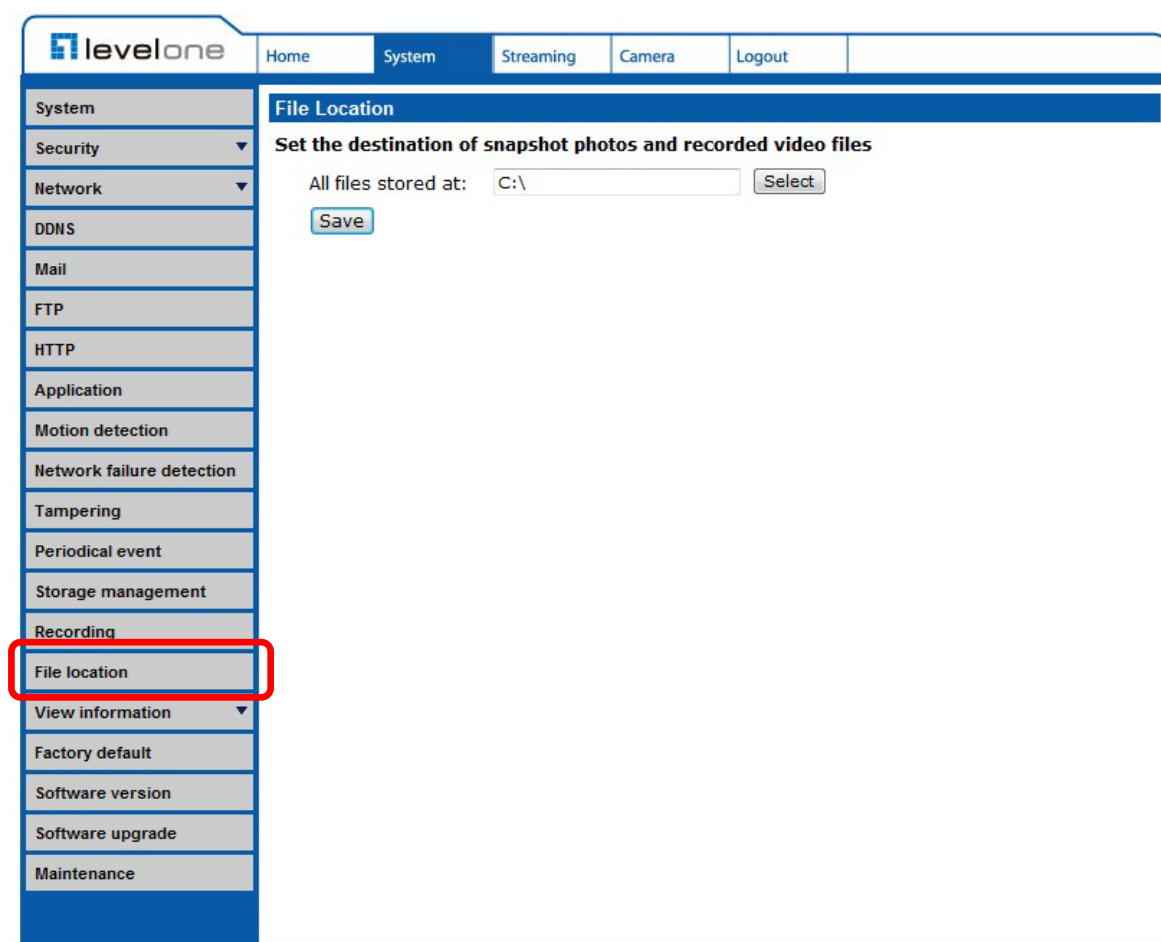 levelone
Home System Streaming Camera Logout
System
Security
Network
DDNS
Mail
FTP
HTTP
Application
Motion detection
Network failure detection
Tampering
Periodical event
Storage management
Recording
File location
View information
Factory default
Software version
Software upgrade
Maintenance
File Location
Set the destination of snapshot photos and recorded video files
All files stored at: C:\ Select
Save